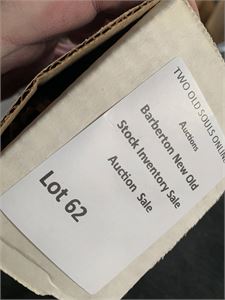 TWO OLD SOULS ONLINE
Auctions
Barberton New Old
Stock Inventory Sale
Auction Sale
Lot 62